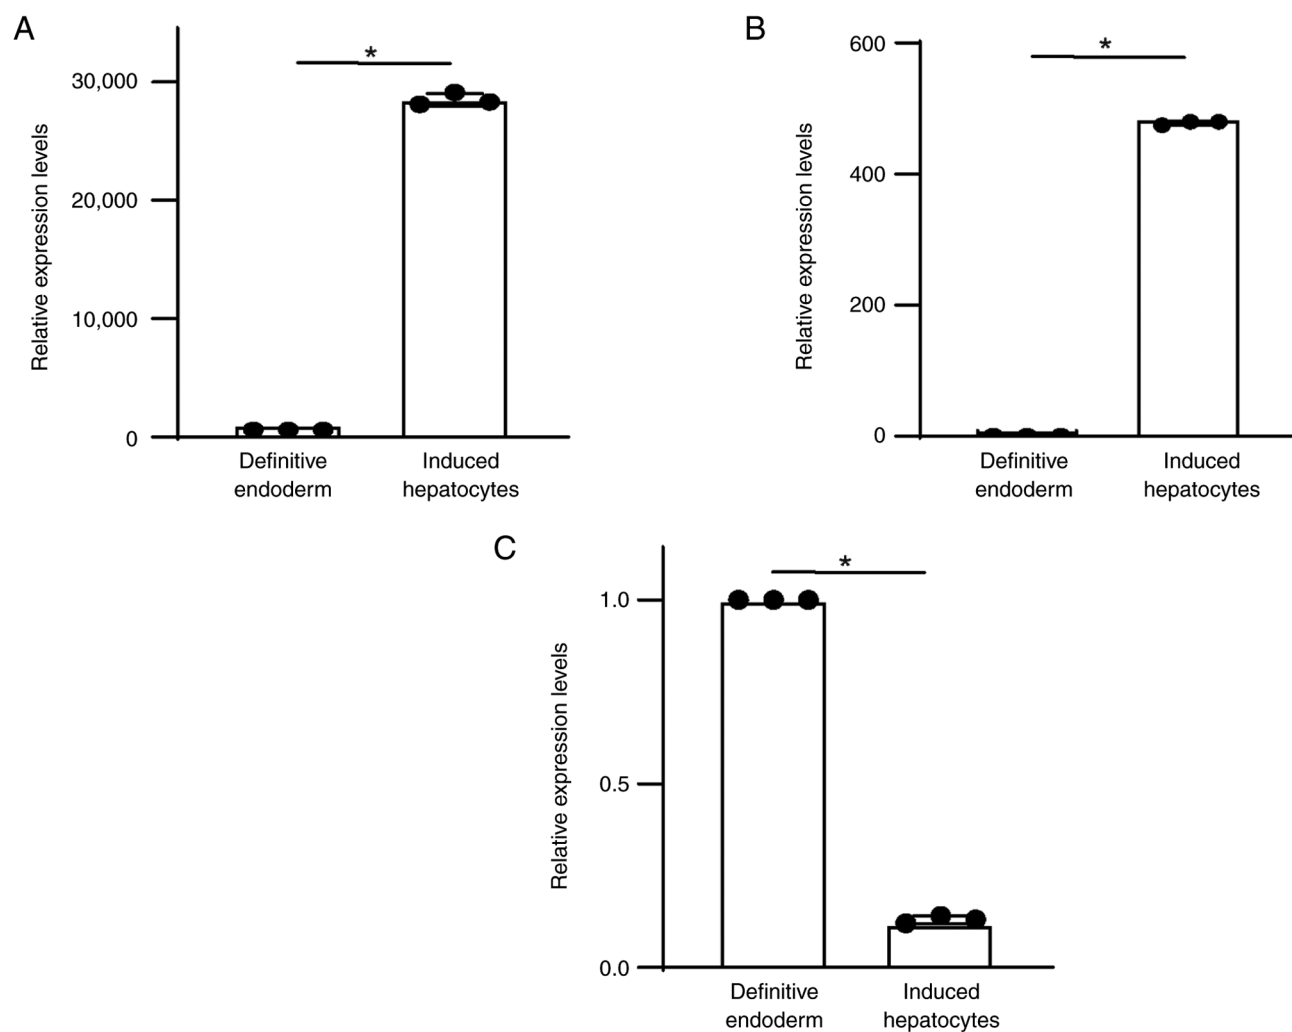 A
*
Relative expression levels
30,000
20,000
10,000
0
Definitive
endoderm
Induced
hepatocytes
B
*
Relative expression levels
600
400
200
0
Definitive
endoderm
Induced
hepatocytes
C
*
Relative expression levels
1.0
0.5
0.0
Definitive
endoderm
Induced
hepatocytes